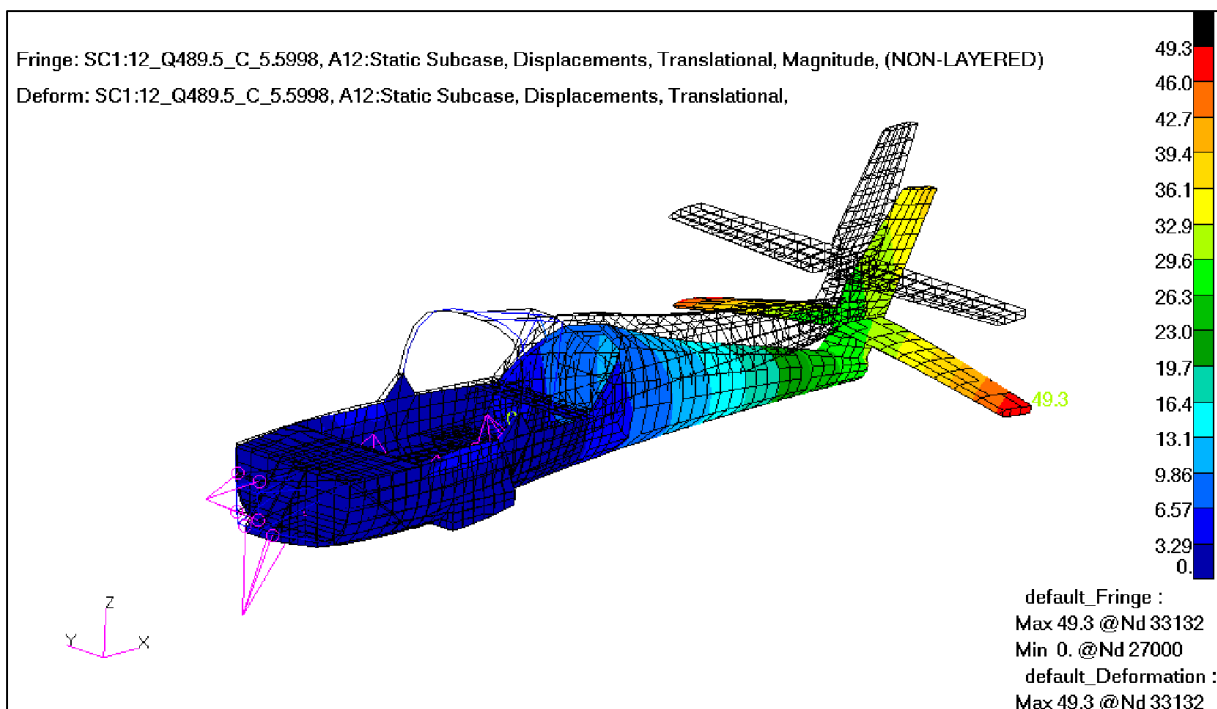 Fringe: SC1:12_Q489.5_C_5.5998, A12:Static Subcase, Displacements, Translational, Magnitude, (NON-LAYERED)
Deform: SC1:12_Q489.5_C_5.5998, A12:Static Subcase, Displacements, Translational,
49.3
46.0
42.7
39.4
36.1
32.9
29.6
26.3
23.0
19.7
16.4
13.1
9.86
6.57
3.29
0.
49.3
Z
Y
X
default_Fringe :
Max 49.3 @Nd 33132
Min 0. @Nd 27000
default_Deformation :
Max 49.3 @Nd 33132